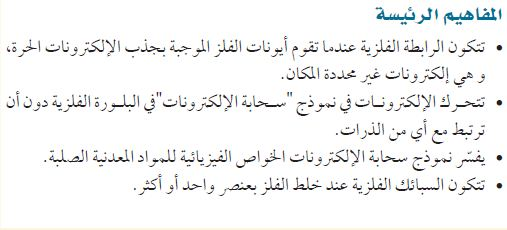 المفاهيم الرئيسة
• تتكون الرابطة الفلزية عندما تقوم أيونات الفلز الموجبة بجذب الإلكترونات الحرة،
و هي إلكترونات غير محددة المكان.
• تتحرك الإلكترونات في نموذج "سحابة الإلكترونات"في البلورة الفلزية دون أن
ترتبط مع أي من الذرات.
• يفسّر نموذج سحابة الإلكترونات الخواص الفيزيائية للمواد المعدنية الصلبة.
• تتكون السبائك الفلزية عند خلط الفلز بعنصر واحد أو أكثر.